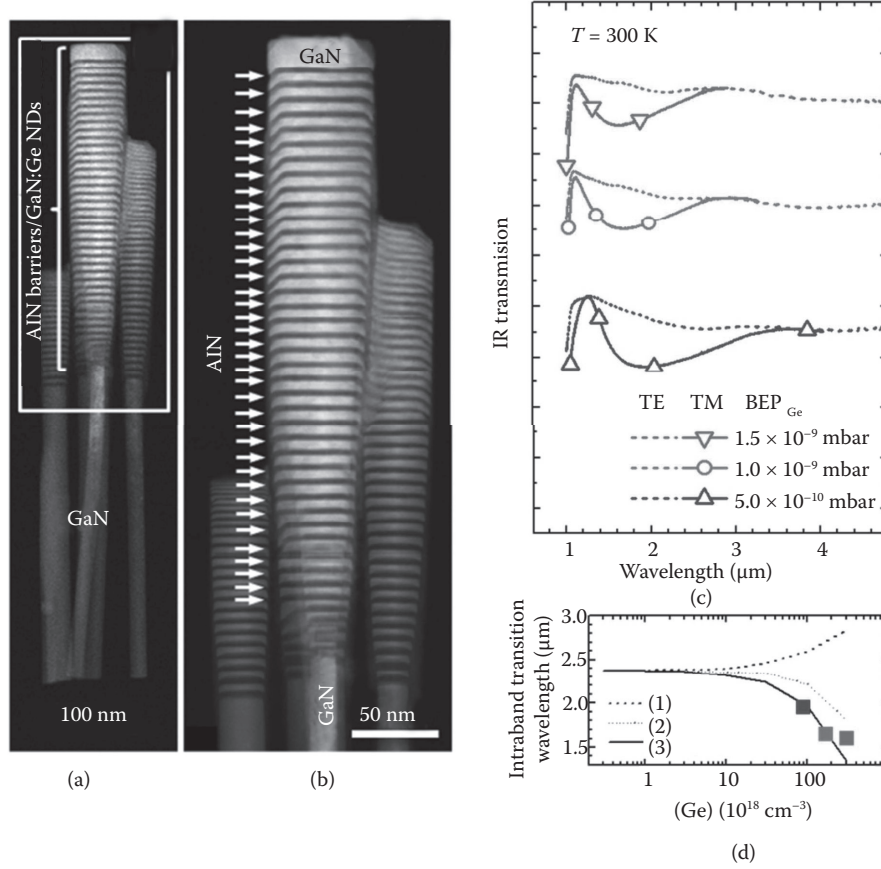 AlN barriers/GaN:Ge NDs
GaN
100 nm
(a)
GaN
AlN
GaN
50 nm
(b)
T = 300 K
IR transmision
TE TM BEP Ge
1.5 × 10⁻⁹ mbar
1.0 × 10⁻⁹ mbar
5.0 × 10⁻¹⁰ mbar
1 2 3 4
Wavelength (μm)
(c)
Intraband transition
wavelength (μm)
3.0
2.5
2.0
1.5
(1)
(2)
(3)
1 10 100
(Ge) (10¹⁸ cm⁻³)
(d)